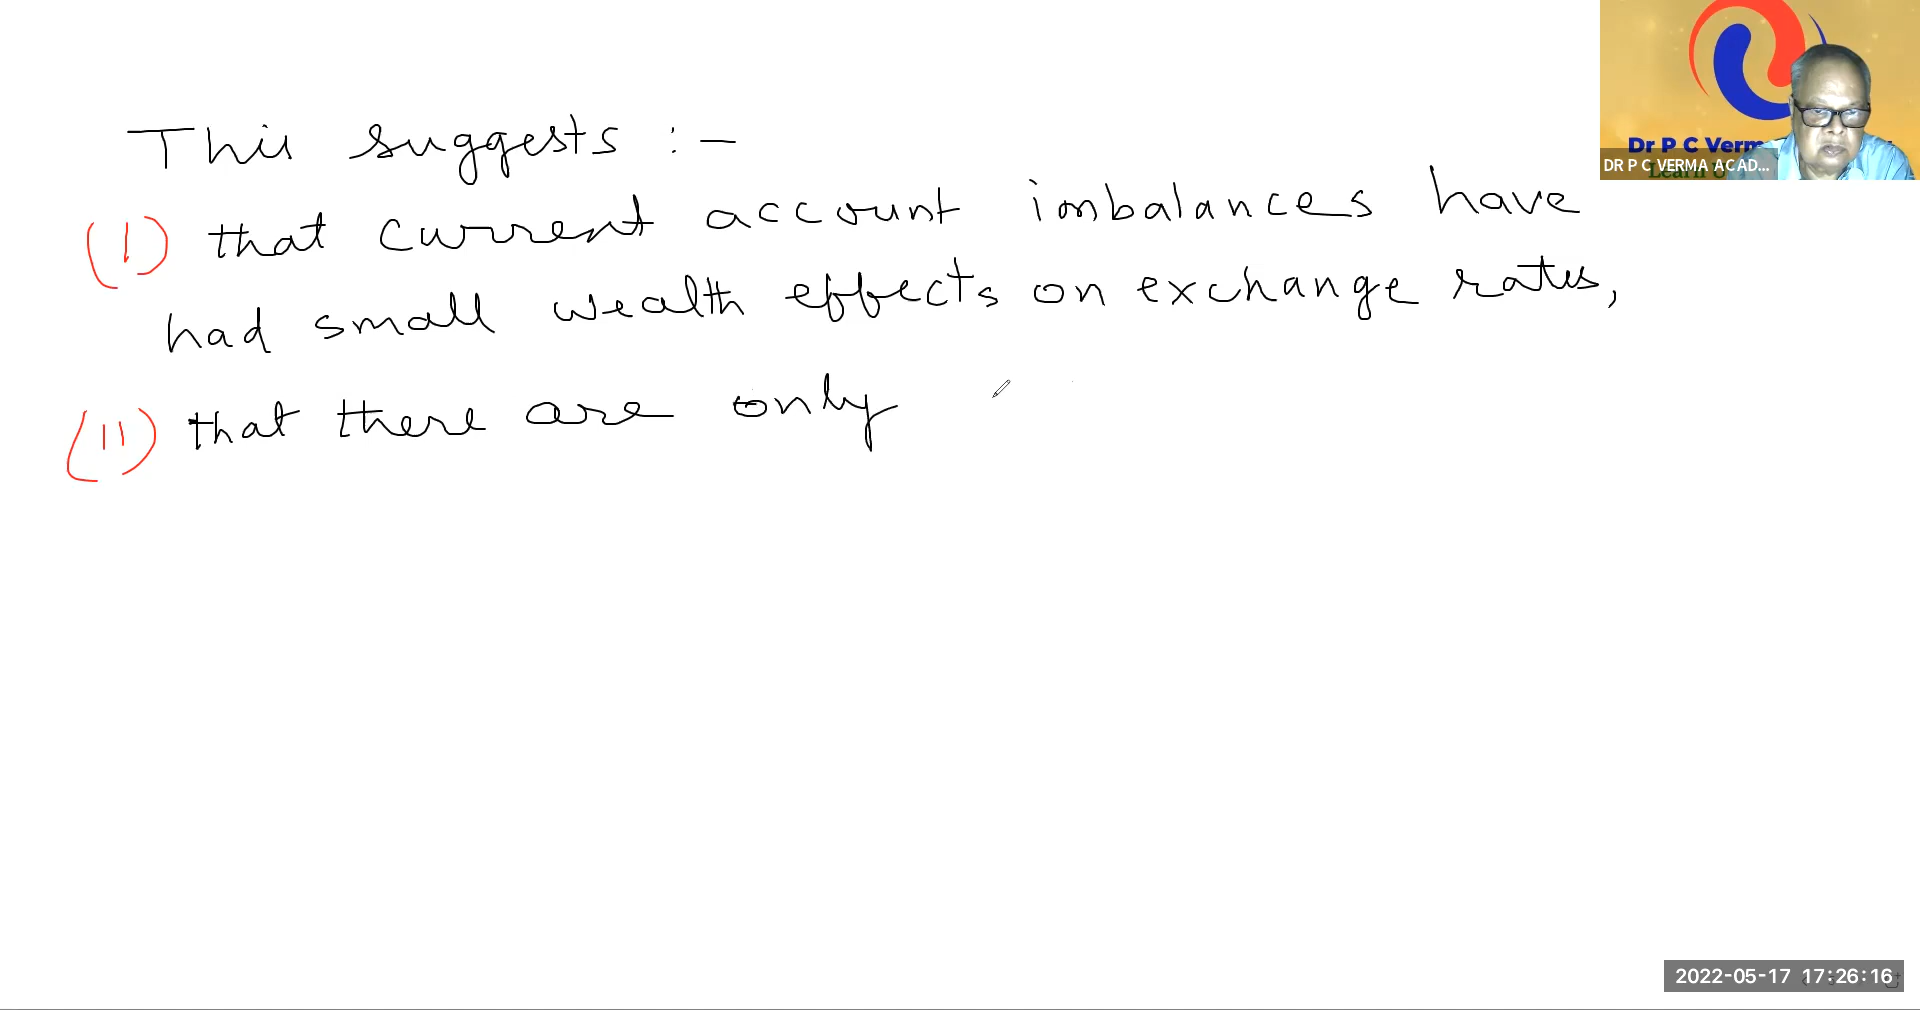 This suggests :-
(I) that current account imbalances have
had small wealth effects on exchange rates,
(II) that there are only
Dr P C Verm
DR P C VERMA ACAD...
Learn U
2022-05-17 17:26:16